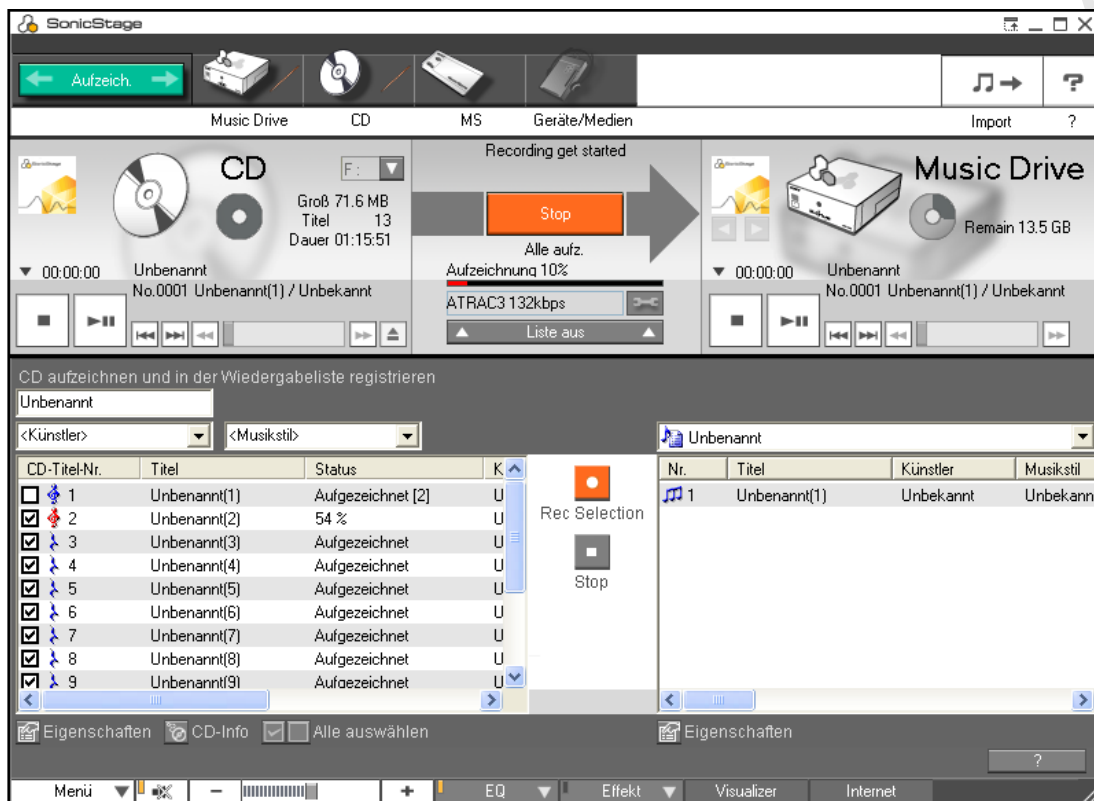 SonicStage
Aufzeich.
Music Drive CD MS Geräte/Medien Import ?
CD
F:
Groß 71.6 MB
Titel 13
Dauer 01:15:51
00:00:00 Unbenannt
No.0001 Unbenannt(1) / Unbekannt
Recording get started
Stop
Alle aufz.
Aufzeichnung 10%
ATRAC3 132kbps
Liste aus
Music Drive
Remain 13.5 GB
00:00:00 Unbenannt
No.0001 Unbenannt(1) / Unbekannt
CD aufzeichnen und in der Wiedergabeliste registrieren
Unbenannt
<Künstler> <Musikstil>
CD-Titel-Nr. Titel Status K
1 Unbenannt(1) Aufgezeichnet [2] U
2 Unbenannt(2) 54 % U
3 Unbenannt(3) Aufgezeichnet U
4 Unbenannt(4) Aufgezeichnet U
5 Unbenannt(5) Aufgezeichnet U
6 Unbenannt(6) Aufgezeichnet U
7 Unbenannt(7) Aufgezeichnet U
8 Unbenannt(8) Aufgezeichnet U
9 Unbenannt(9) Aufgezeichnet U
Rec Selection
Stop
Unbenannt
Nr. Titel Künstler Musikstil
1 Unbenannt(1) Unbekannt Unbekann
Eigenschaften CD-Info Alle auswählen
Eigenschaften
?
Menü EQ Effekt Visualizer Internet